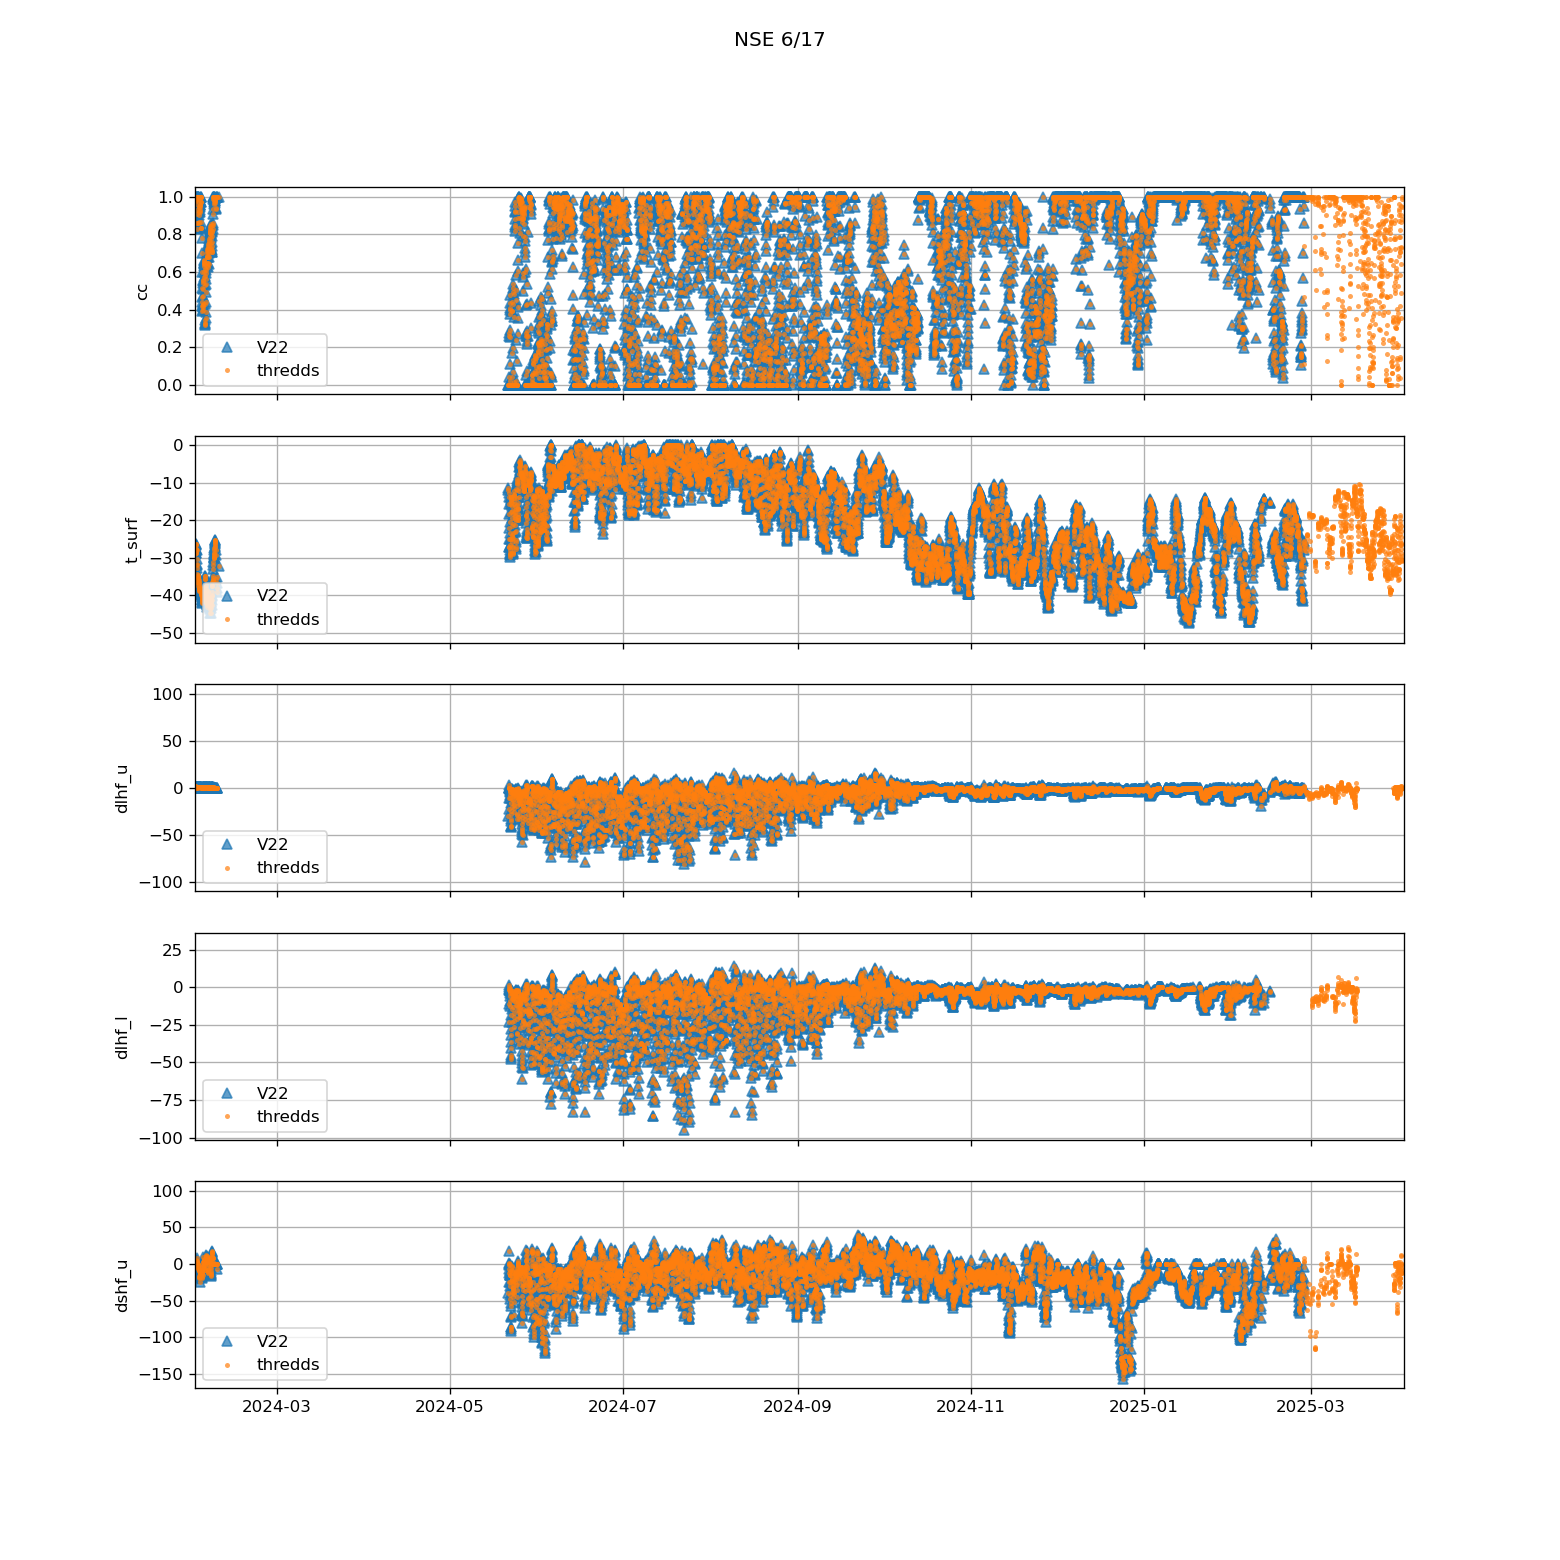 NSE 6/17
1.0
0.8
0.6
0.4
0.2
0.0
cc
V22
thredds
0
−10
−20
−30
−40
−50
t_surf
V22
thredds
100
50
0
−50
−100
dlhf_u
V22
thredds
25
0
−25
−50
−75
−100
dlhf_l
V22
thredds
100
50
0
−50
−100
−150
dshf_u
V22
thredds
2024-03 2024-05 2024-07 2024-09 2024-11 2025-01 2025-03